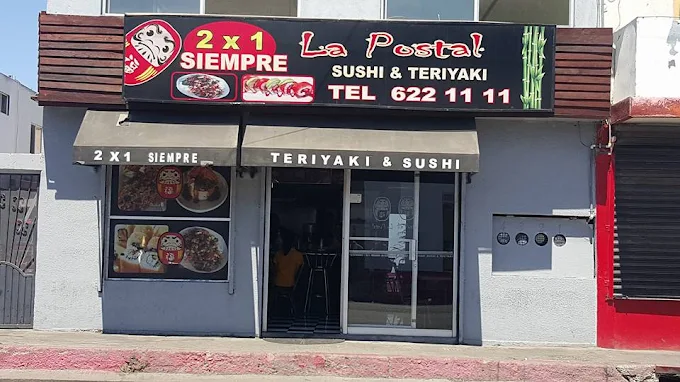 2 x 1
SIEMPRE
La Postal
SUSHI & TERIYAKI
TEL 622 11 11
2 X 1 SIEMPRE
TERIYAKI & SUSHI